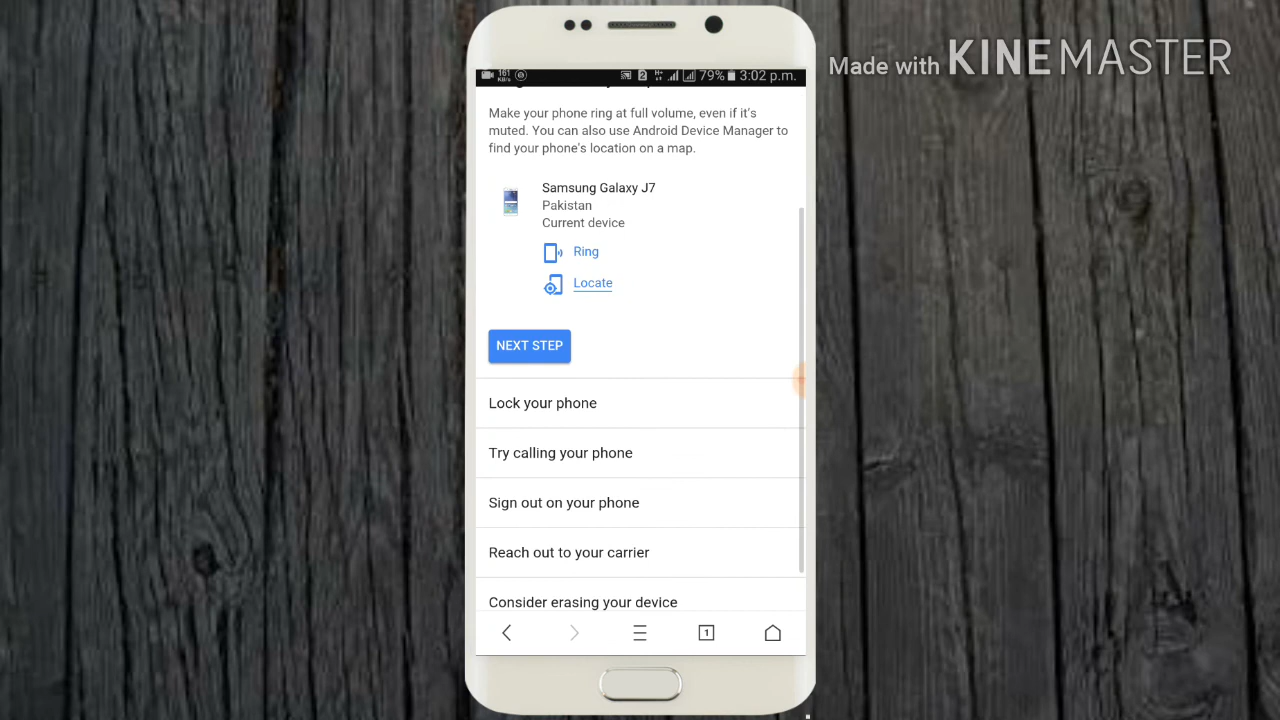 Made with KINEMASTER
161
KB/s
2 H+ 79% 3:02 p.m.
Make your phone ring at full volume, even if it's
muted. You can also use Android Device Manager to
find your phone's location on a map.
Samsung Galaxy J7
Pakistan
Current device
Ring
Locate
NEXT STEP
Lock your phone
Try calling your phone
Sign out on your phone
Reach out to your carrier
Consider erasing your device
1